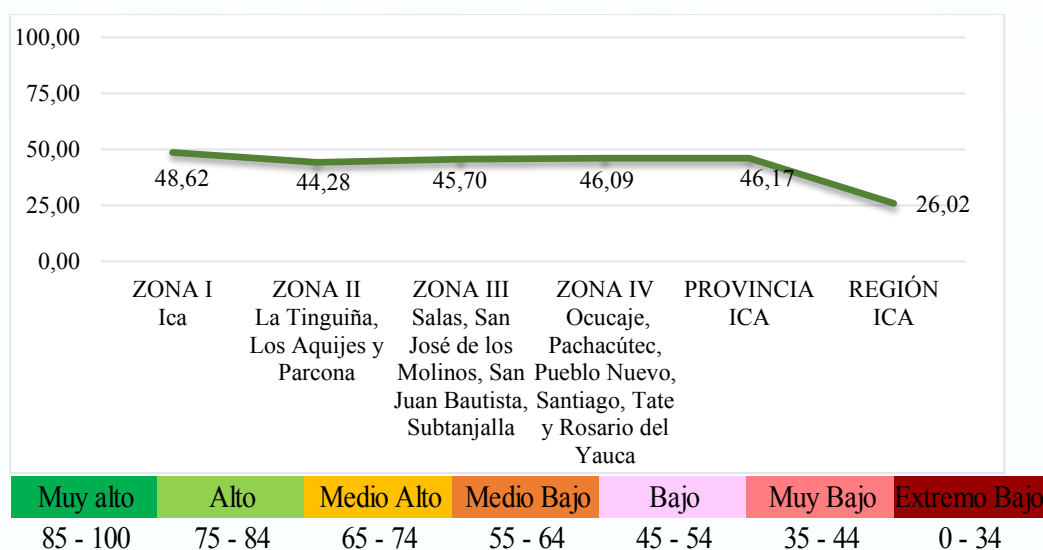 100,00
75,00
50,00
25,00
0,00
48,62
44,28
45,70
46,09
46,17
26,02
ZONA I
Ica
ZONA II
La Tinguiña,
Los Aquijes y
Parcona
ZONA III
Salas, San
José de los
Molinos, San
Juan Bautista,
Subtanjalla
ZONA IV
Ocucaje,
Pachacútec,
Pueblo Nuevo,
Santiago, Tate
y Rosario del
Yauca
PROVINCIA
ICA
REGIÓN
ICA
Muy alto Alto Medio Alto Medio Bajo Bajo Muy Bajo Extremo Bajo
85 - 100 75 - 84 65 - 74 55 - 64 45 - 54 35 - 44 0 - 34